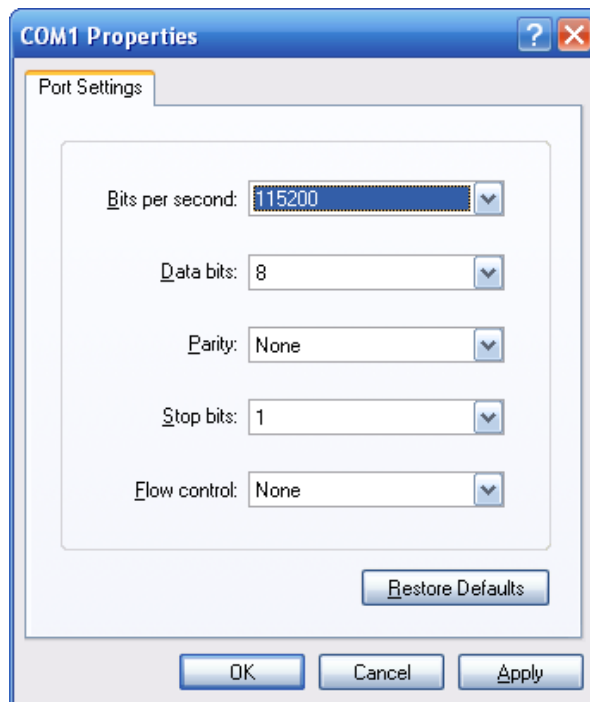 COM1 Properties
Port Settings
Bits per second: 115200
Data bits: 8
Parity: None
Stop bits: 1
Flow control: None
Restore Defaults
OK Cancel Apply